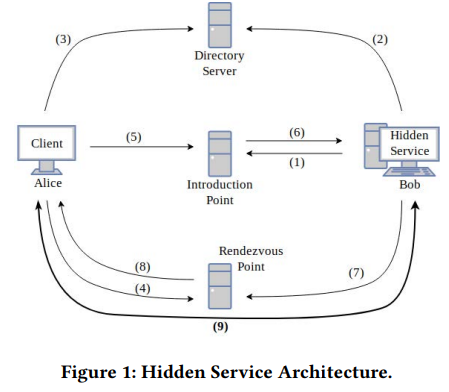 (3)
(2)
Directory
Server
Client
(5)
(6)
Hidden
Service
(1)
Alice
Introduction
Point
Bob
Rendezvous
Point
(8)
(7)
(4)
(9)
Figure 1: Hidden Service Architecture.